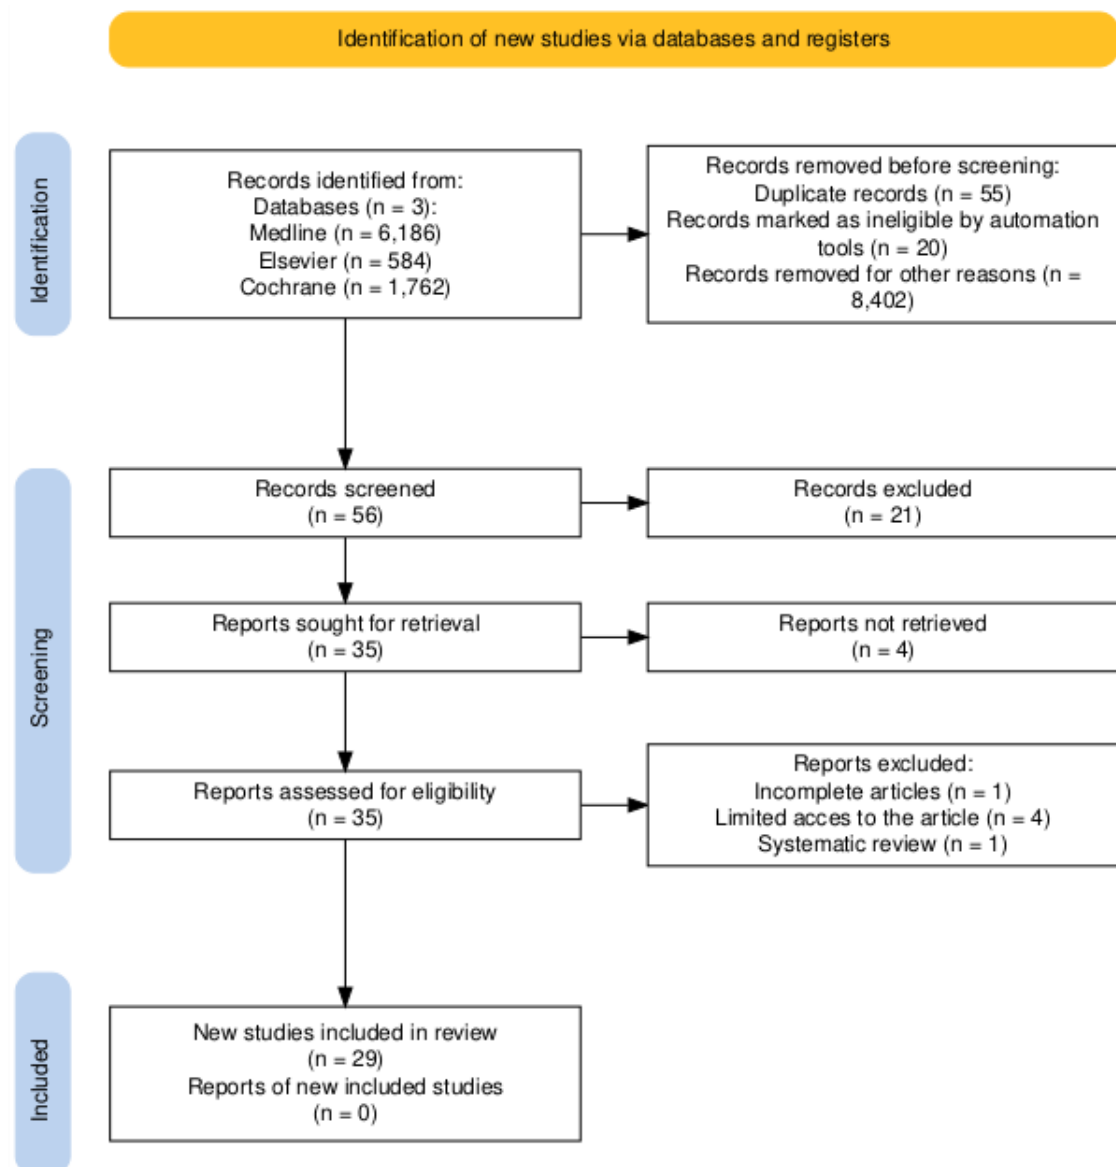 Identification of new studies via databases and registers
Identification
Records identified from:
Databases (n = 3):
Medline (n = 6,186)
Elsevier (n = 584)
Cochrane (n = 1,762)
Records removed before screening:
Duplicate records (n = 55)
Records marked as ineligible by automation
tools (n = 20)
Records removed for other reasons (n =
8,402)
Screening
Records screened
(n = 56)
Records excluded
(n = 21)
Reports sought for retrieval
(n = 35)
Reports not retrieved
(n = 4)
Reports assessed for eligibility
(n = 35)
Reports excluded:
Incomplete articles (n = 1)
Limited acces to the article (n = 4)
Systematic review (n = 1)
Included
New studies included in review
(n = 29)
Reports of new included studies
(n = 0)